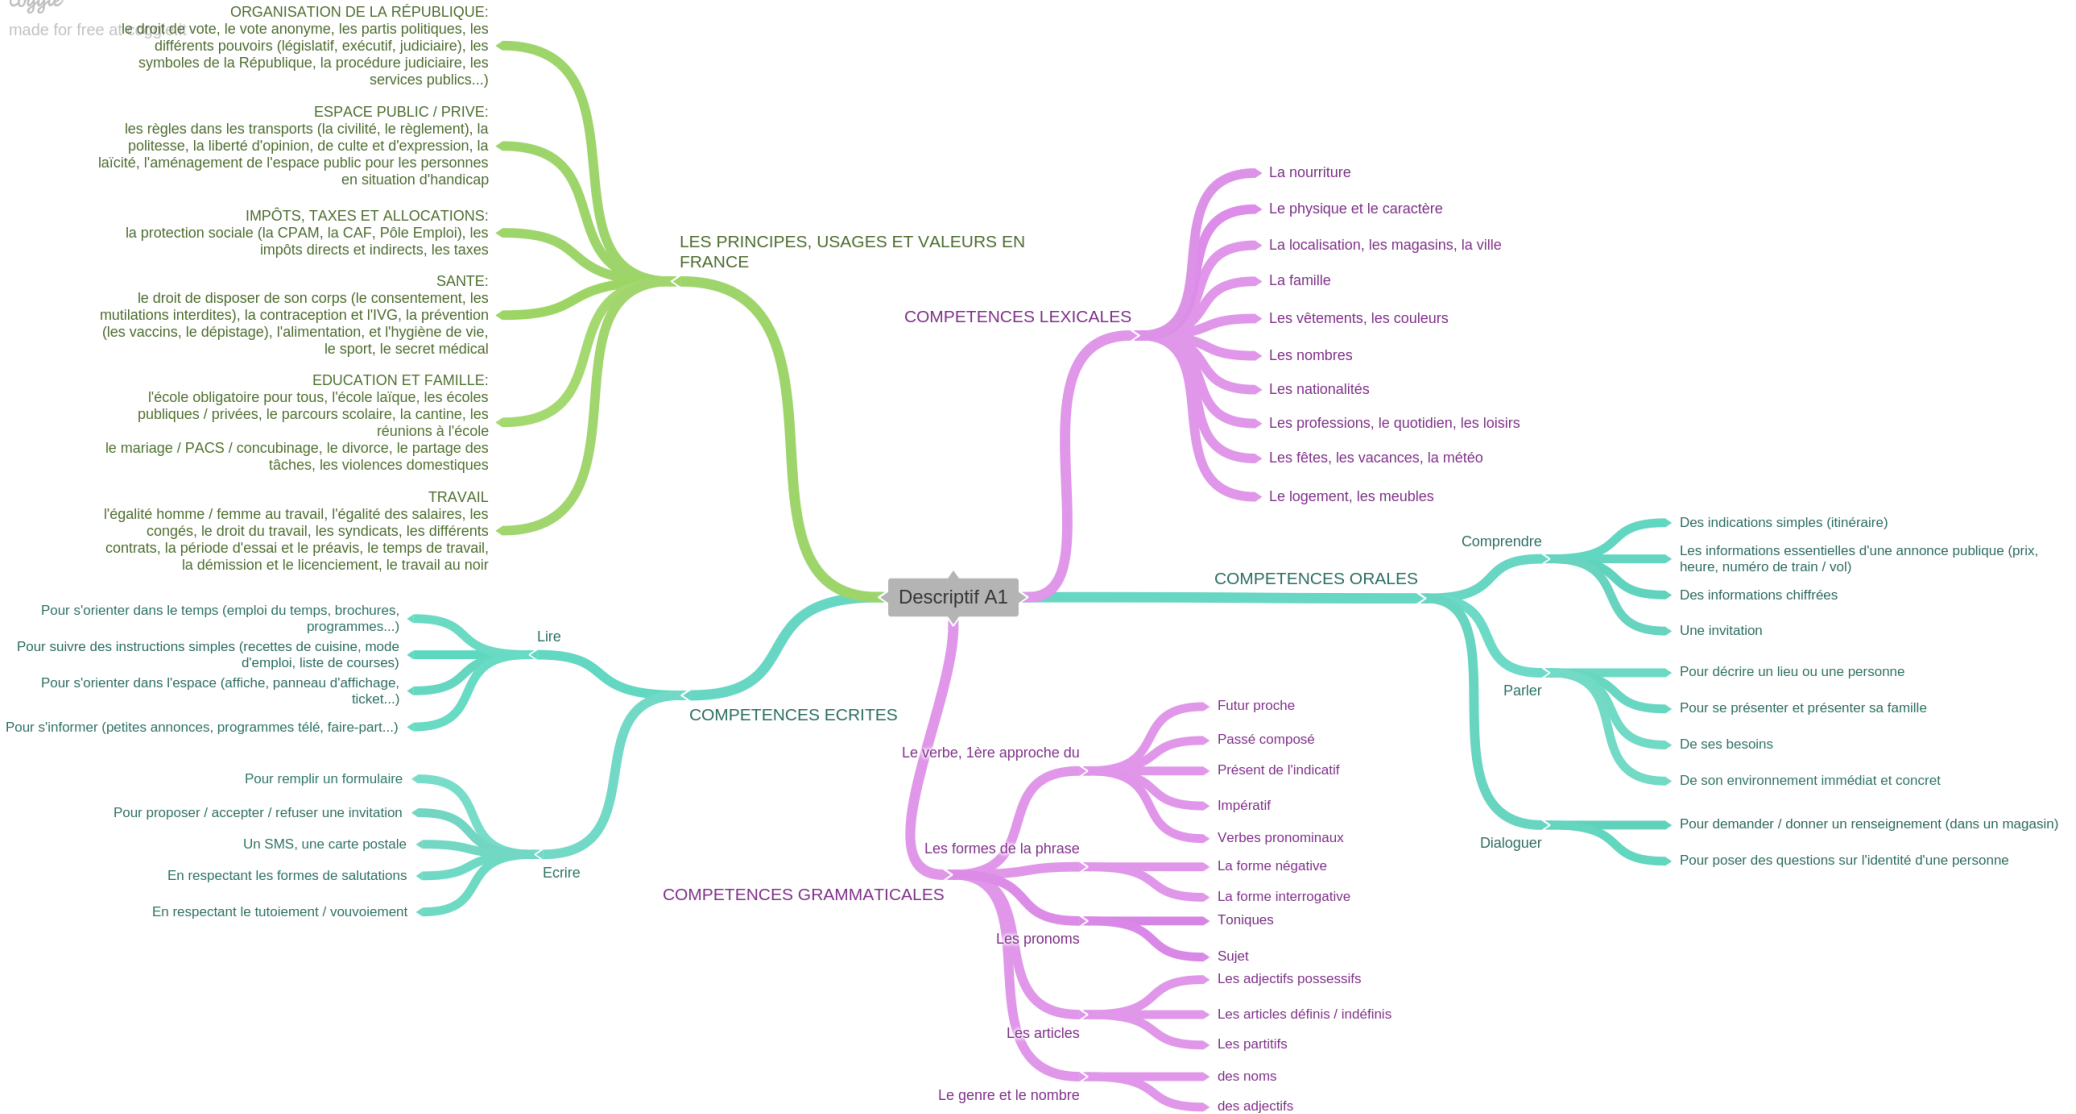 coggle
made for free at coggle.it
ORGANISATION DE LA RÉPUBLIQUE:
le droit de vote, le vote anonyme, les partis politiques, les
différents pouvoirs (législatif, exécutif, judiciaire), les
symboles de la République, la procédure judiciaire, les
services publics...)
ESPACE PUBLIC / PRIVE:
les règles dans les transports (la civilité, le règlement), la
politesse, la liberté d'opinion, de culte et d'expression, la
laïcité, l'aménagement de l'espace public pour les personnes
en situation d'handicap
IMPÔTS, TAXES ET ALLOCATIONS:
la protection sociale (la CPAM, la CAF, Pôle Emploi), les
impôts directs et indirects, les taxes
SANTE:
le droit de disposer de son corps (le consentement, les
mutilations interdites), la contraception et l'IVG, la prévention
(les vaccins, le dépistage), l'alimentation, et l'hygiène de vie,
le sport, le secret médical
EDUCATION ET FAMILLE:
l'école obligatoire pour tous, l'école laïque, les écoles
publiques / privées, le parcours scolaire, la cantine, les
réunions à l'école
le mariage / PACS / concubinage, le divorce, le partage des
tâches, les violences domestiques
TRAVAIL
l'égalité homme / femme au travail, l'égalité des salaires, les
congés, le droit du travail, les syndicats, les différents
contrats, la période d'essai et le préavis, le temps de travail,
la démission et le licenciement, le travail au noir
LES PRINCIPES, USAGES ET VALEURS EN
FRANCE
COMPETENCES LEXICALES
La nourriture
Le physique et le caractère
La localisation, les magasins, la ville
La famille
Les vêtements, les couleurs
Les nombres
Les nationalités
Les professions, le quotidien, les loisirs
Les fêtes, les vacances, la météo
Le logement, les meubles
Descriptif A1
COMPETENCES ORALES
Comprendre
Des indications simples (itinéraire)
Les informations essentielles d'une annonce publique (prix,
heure, numéro de train / vol)
Des informations chiffrées
Une invitation
Parler
Pour décrire un lieu ou une personne
Pour se présenter et présenter sa famille
De ses besoins
De son environnement immédiat et concret
Dialoguer
Pour demander / donner un renseignement (dans un magasin)
Pour poser des questions sur l'identité d'une personne
COMPETENCES ECRITES
Lire
Pour s'orienter dans le temps (emploi du temps, brochures,
programmes...)
Pour suivre des instructions simples (recettes de cuisine, mode
d'emploi, liste de courses)
Pour s'orienter dans l'espace (affiche, panneau d'affichage,
ticket...)
Pour s'informer (petites annonces, programmes télé, faire-part...)
Ecrire
Pour remplir un formulaire
Pour proposer / accepter / refuser une invitation
Un SMS, une carte postale
En respectant les formes de salutations
En respectant le tutoiement / vouvoiement
COMPETENCES GRAMMATICALES
Le verbe, 1ère approche du
Futur proche
Passé composé
Présent de l'indicatif
Impératif
Verbes pronominaux
Les formes de la phrase
La forme négative
La forme interrogative
Les pronoms
Toniques
Sujet
Les articles
Les adjectifs possessifs
Les articles définis / indéfinis
Les partitifs
Le genre et le nombre
des noms
des adjectifs